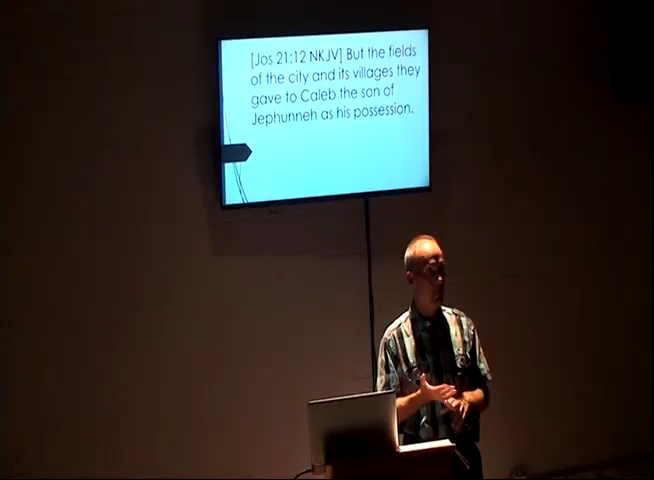 [Jos 21:12 NKJV] But the fields
of the city and its villages they
gave to Caleb the son of
Jephunneh as his possession.